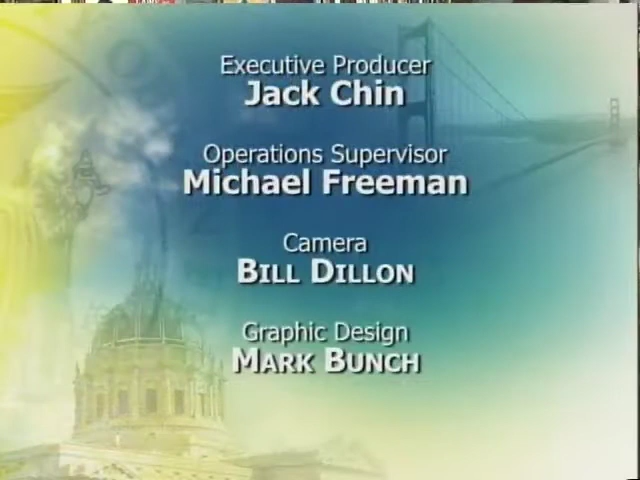 Executive Producer
Jack Chin
Operations Supervisor
Michael Freeman
Camera
BILL DILLON
Graphic Design
MARK BUNCH